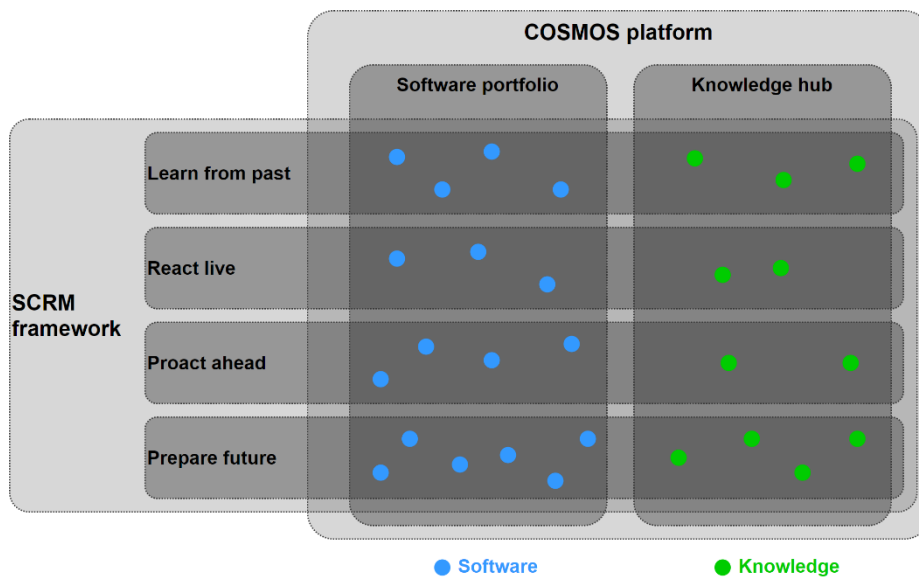 COSMOS platform
Software portfolio
Knowledge hub
Learn from past
React live
SCRM
framework
Proact ahead
Prepare future
Software
Knowledge